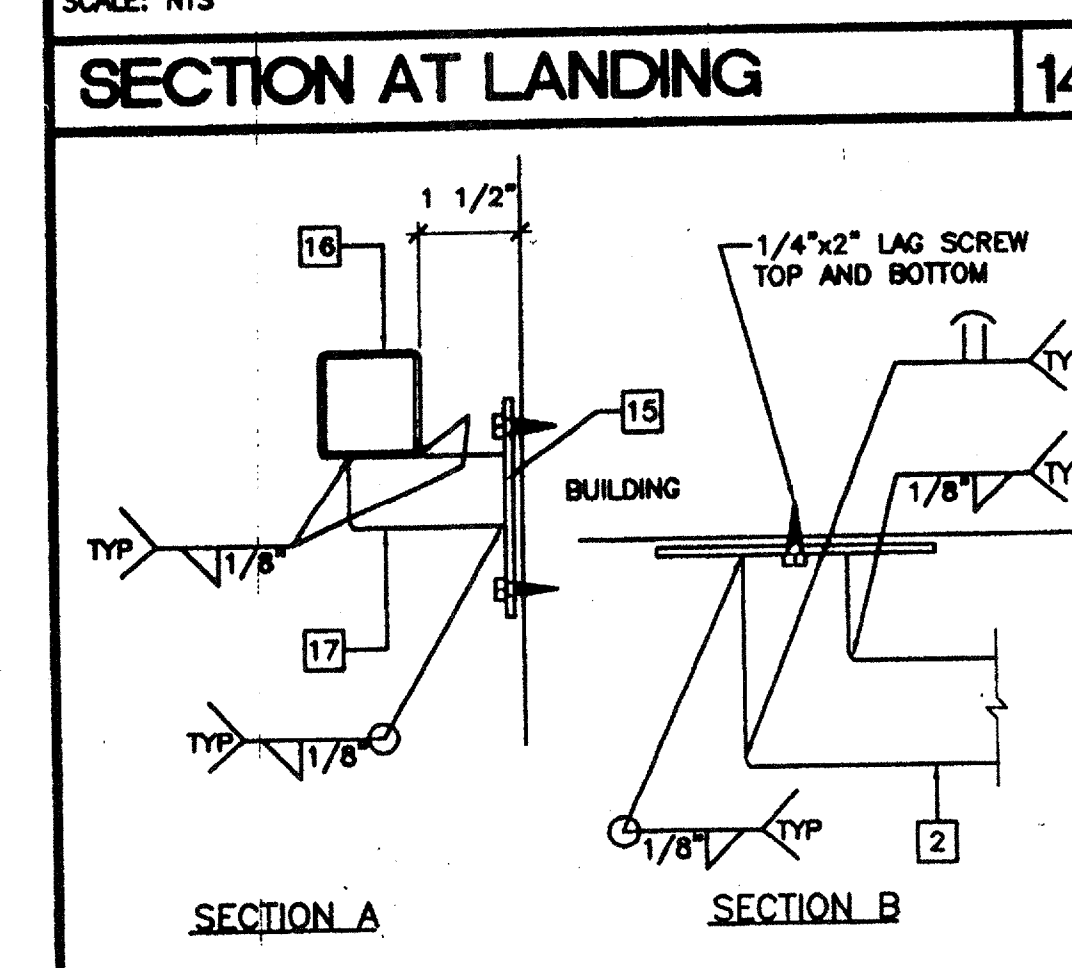 SCALE: NTS
SECTION AT LANDING
14
1 1/2"
16
1/4"x2" LAG SCREW
TOP AND BOTTOM
15
BUILDING
1/8"
TYP
1/8"
17
TYP
1/8"
1/8"
TYP
2
SECTION A
SECTION B